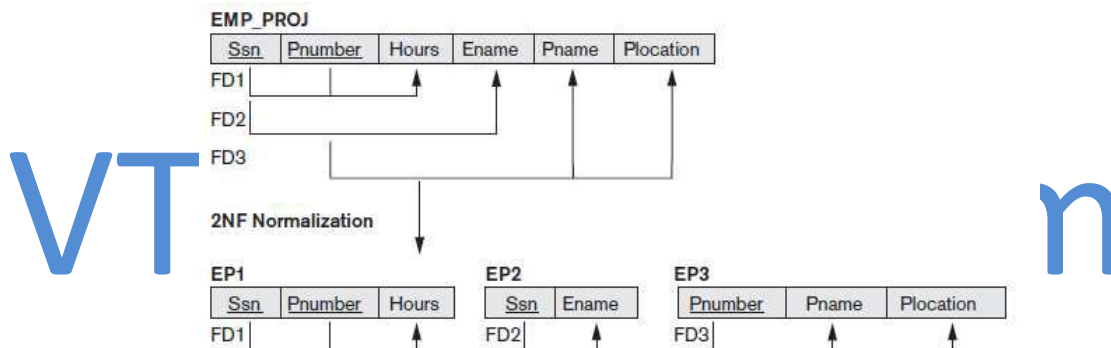 EMP_PROJ
Ssn Pnumber Hours Ename Pname Plocation
FD1
FD2
FD3
VT
n
2NF Normalization
EP1 EP2 EP3
Ssn Pnumber Hours Ssn Ename Pnumber Pname Plocation
FD1 FD2 FD3